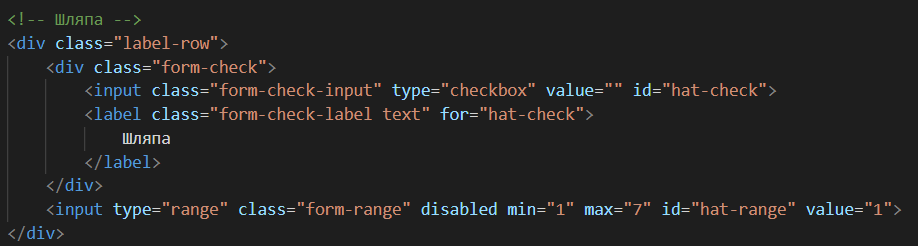 <!-- Шляпа -->
<div class="label-row">
<div class="form-check">
<input class="form-check-input" type="checkbox" value="" id="hat-check">
<label class="form-check-label text" for="hat-check">
Шляпа
</label>
</div>
<input type="range" class="form-range" disabled min="1" max="7" id="hat-range" value="1">
</div>